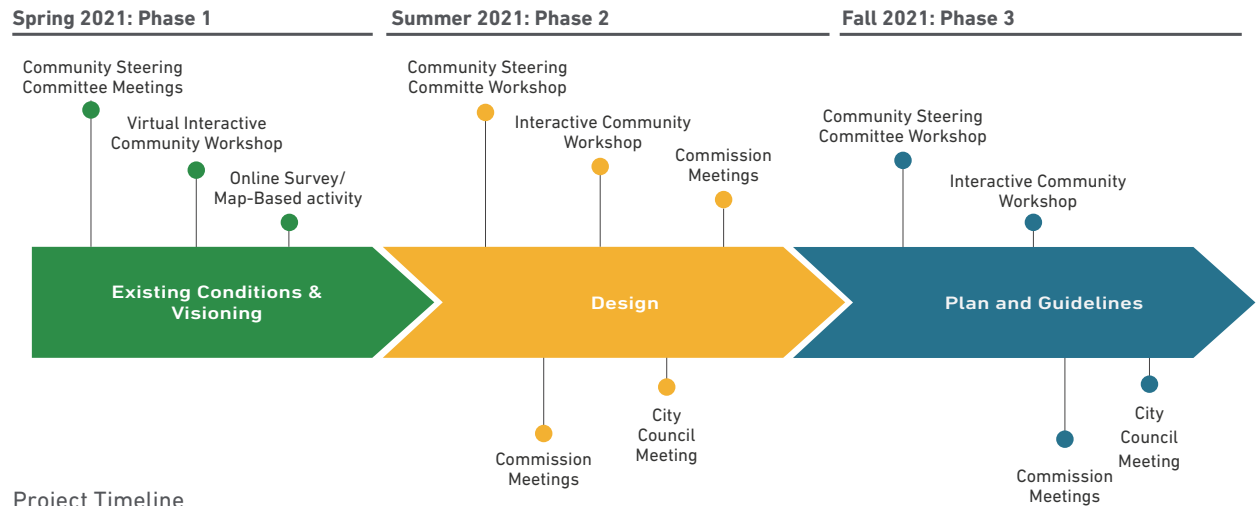 Spring 2021: Phase 1
Summer 2021: Phase 2
Fall 2021: Phase 3
Community Steering
Committee Meetings
Virtual Interactive
Community Workshop
Online Survey/
Map-Based activity
Community Steering
Committe Workshop
Interactive Community
Workshop
Commission
Meetings
Community Steering
Committee Workshop
Interactive Community
Workshop
Existing Conditions &
Visioning
Design
Plan and Guidelines
Commission
Meetings
City
Council
Meeting
Commission
Meetings
City
Council
Meeting
Project Timeline